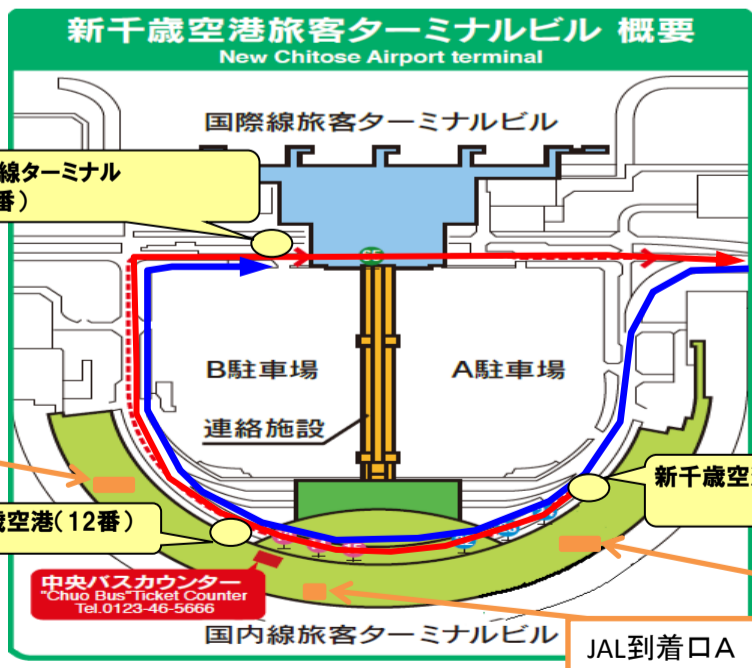 新千歳空港旅客ターミナルビル 概要
New Chitose Airport terminal
国際線旅客ターミナルビル
線ターミナル
番）
B駐車場
A駐車場
連絡施設
新千歳空
歳空港(12番)
中央バスカウンター
"Chuo Bus" Ticket Counter
Tel.0123-46-5666
国内線旅客ターミナルビル
JAL到着口A